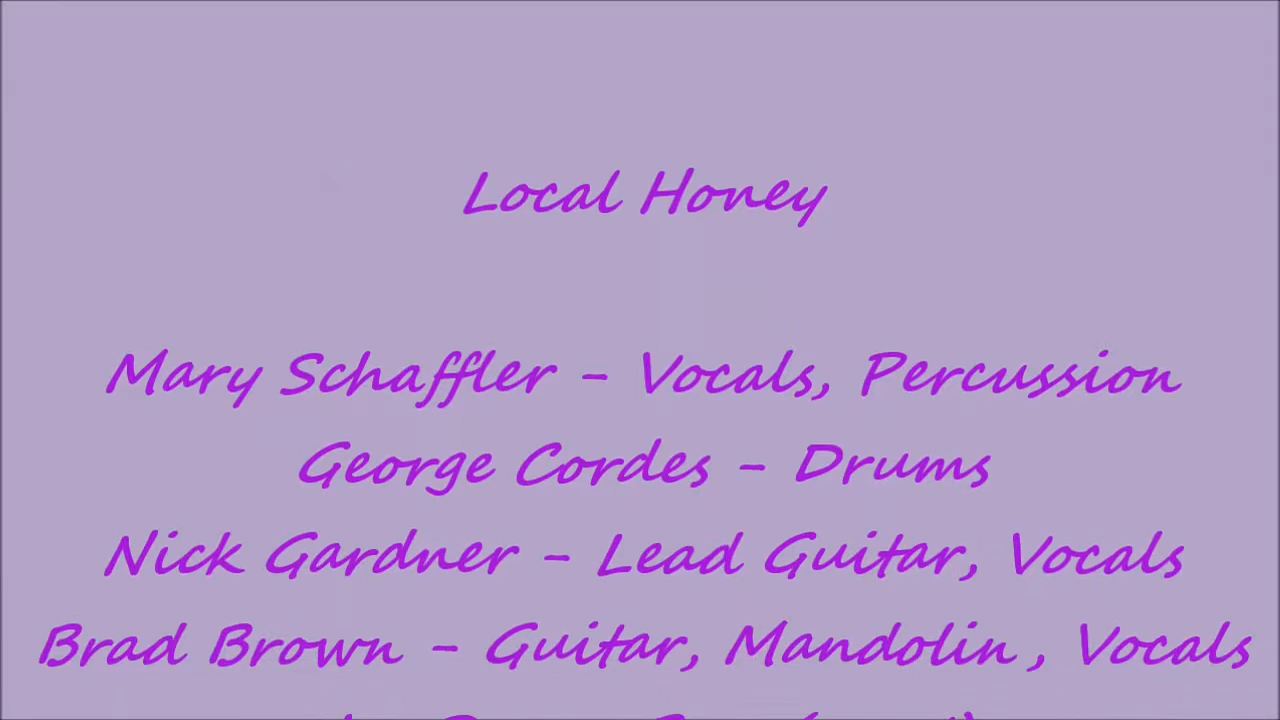 Local Honey
Mary Schaffler - Vocals, Percussion
George Cordes - Drums
Nick Gardner - Lead Guitar, Vocals
Brad Brown - Guitar, Mandolin , Vocals